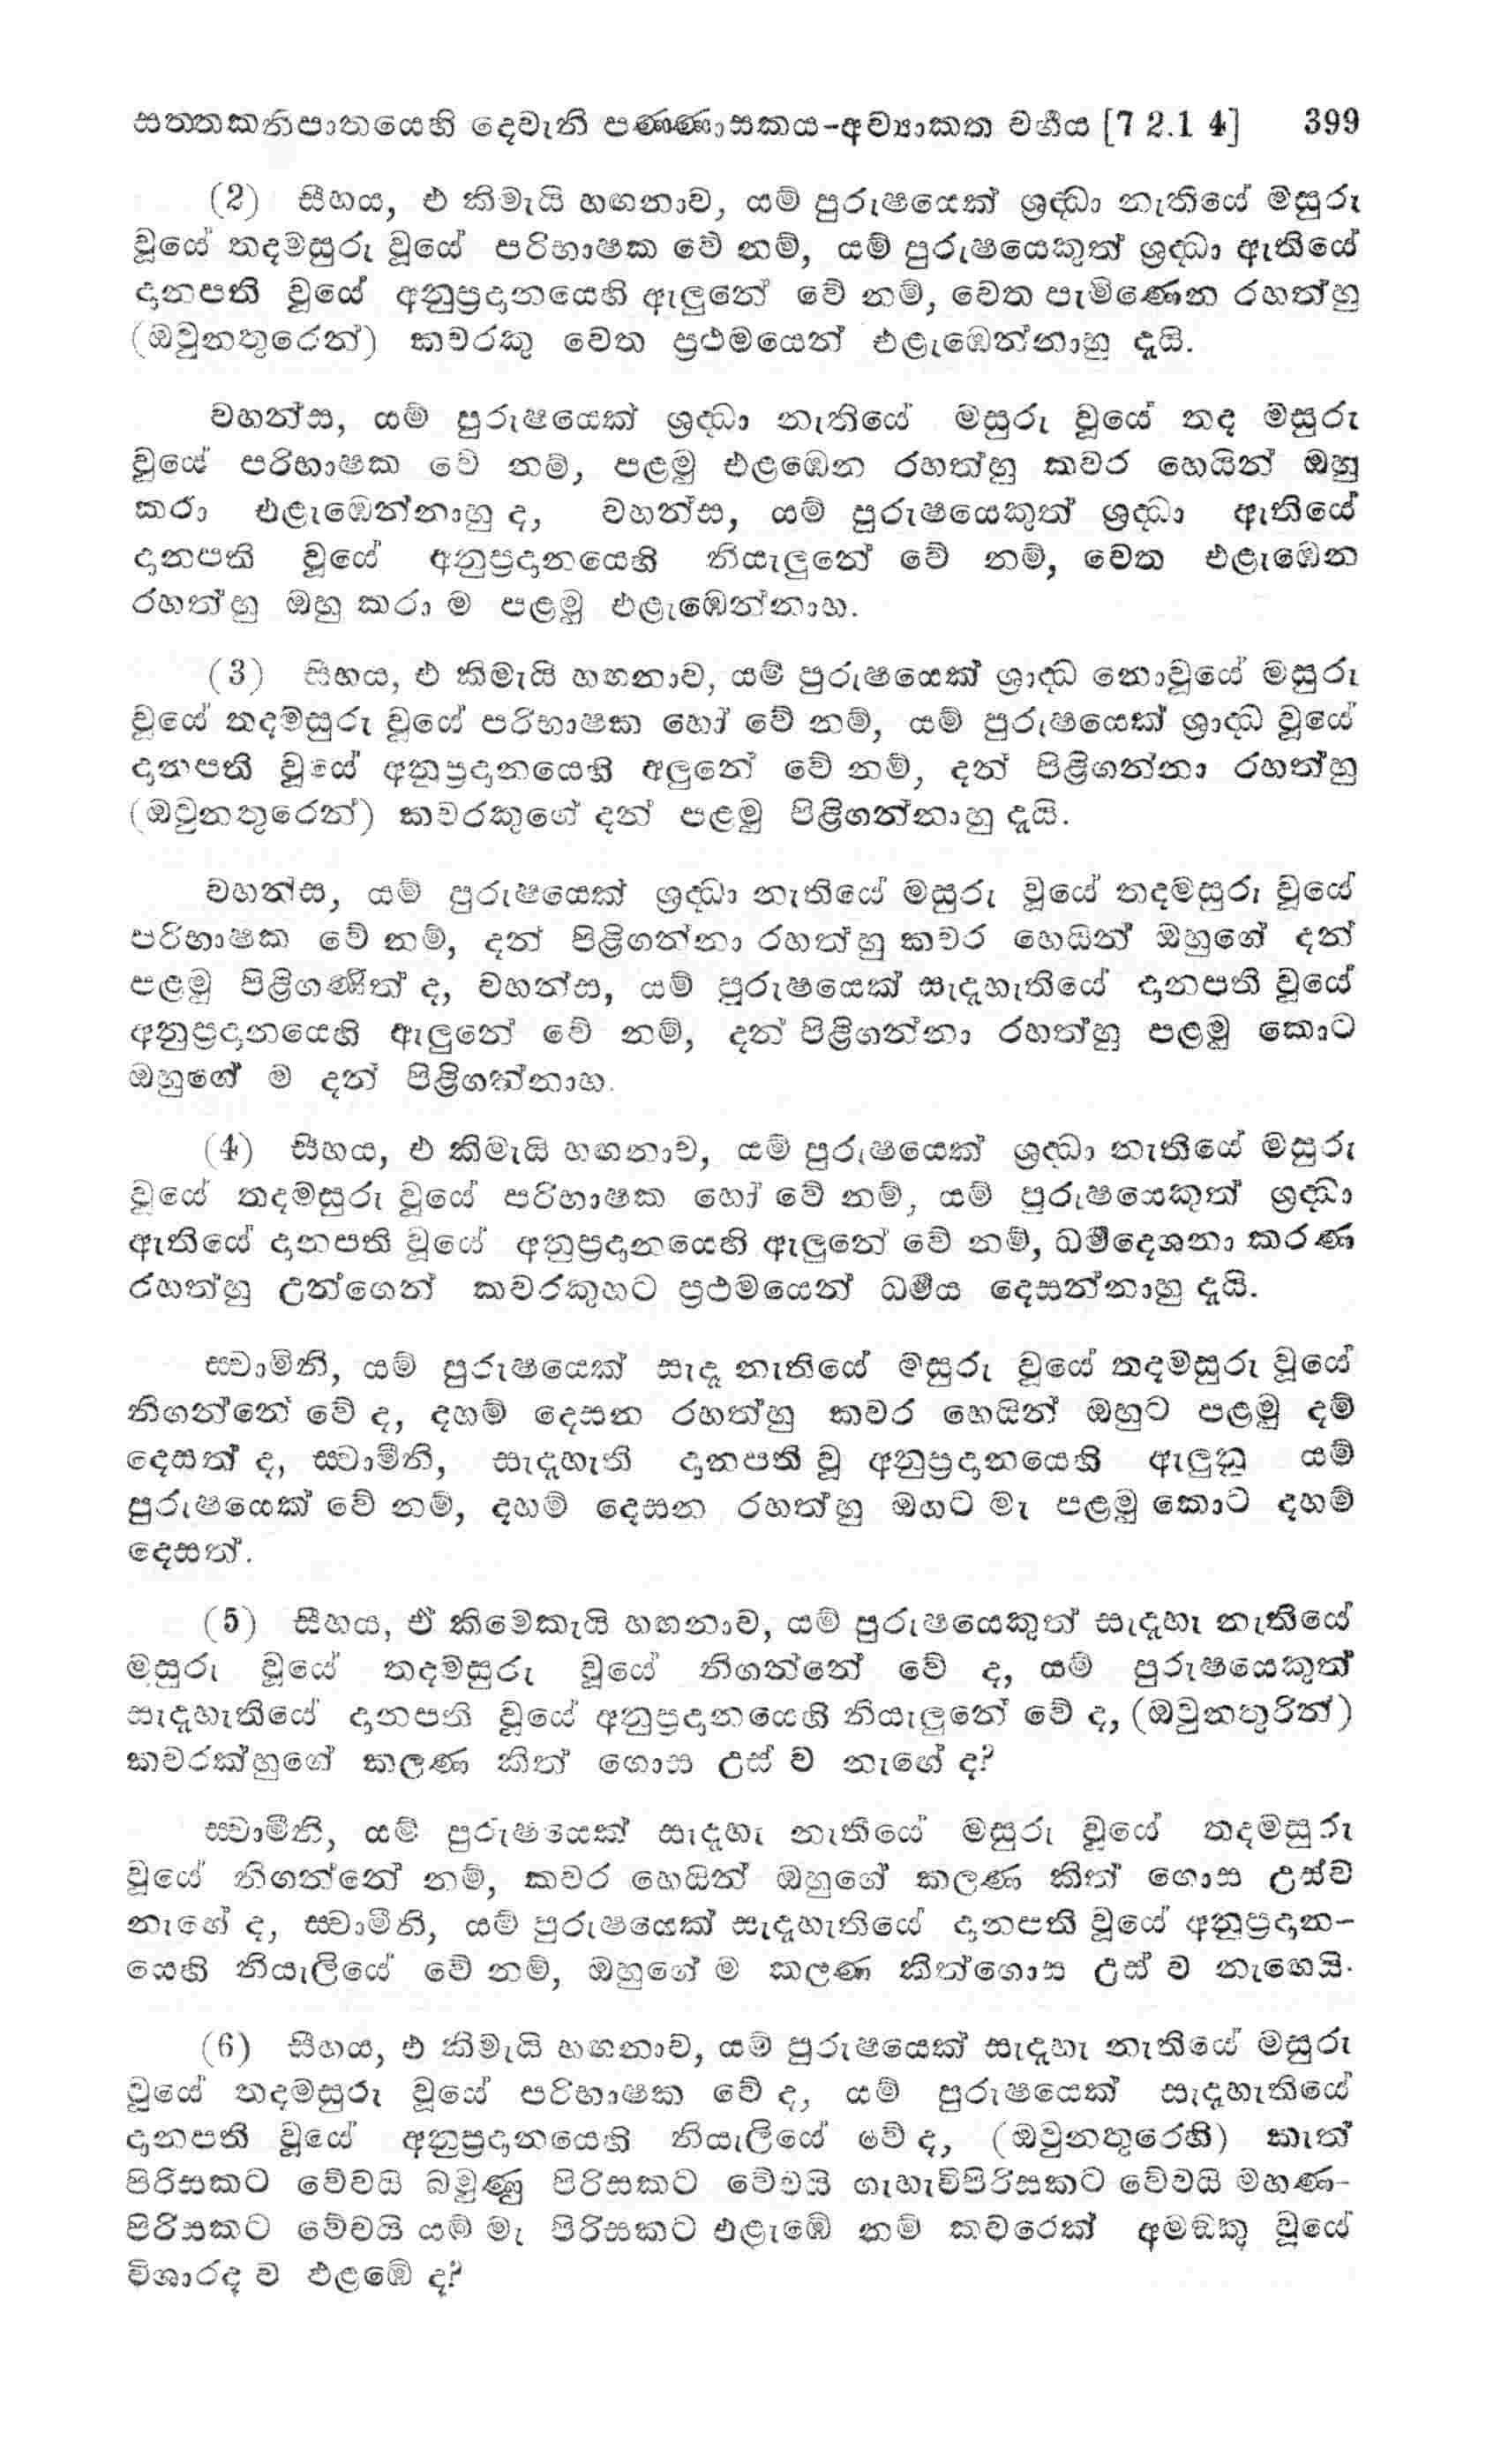 සත්තකනිපාතයෙහි දෙවැනි පණ්ණාසකය-අව්‍යාකත වර්‍ගය [7 2.1 4] 399
(2) සීහය, එ කිමැයි හඟනාව, යම් පුරුෂයෙක් ශ්‍රද්ධා නැතියේ මසුරු
වූයේ තදමසුරු වූයේ පරිභාෂක වේ නම්, යම් පුරුෂයෙකුත් ශ්‍රද්ධා ඇතියේ
දානපති වූයේ අනුප්‍රදානයෙහි ඇලුනේ වේ නම්, වෙත පැමිණෙන රහත්හු
(ඔවුනතුරෙන්) කවරකු වෙත ප්‍රථමයෙන් එළැඹෙන්නාහු දැයි.
වහන්ස, යම් පුරුෂයෙක් ශ්‍රද්ධා නැතියේ මසුරු වූයේ තද මසුරු
වූයේ පරිභාෂක වේ නම්, පළමු එළඹෙන රහත්හු කවර හෙයින් ඔහු
කරා එළැඹෙන්නාහු ද, වහන්ස, යම් පුරුෂයෙකුත් ශ්‍රද්ධා ඇතියේ
දානපති වූයේ අනුප්‍රදානයෙහි නියැලුනේ වේ නම්, වෙත එළැඹෙන
රහත්හු ඔහු කරා ම පළමු එළැඹෙන්නාහ.
(3) සීහය, එ කිමැයි හඟනාව, යම් පුරුෂයෙක් ශ්‍රාද්ධ නොවූයේ මසුරු
වූයේ තදමසුරු වූයේ පරිභාෂක හෝ වේ නම්, යම් පුරුෂයෙක් ශ්‍රාද්ධ වූයේ
දානපති වූයේ අනුප්‍රදානයෙහි අලුනේ වේ නම්, දන් පිළිගන්නා රහත්හු
(ඔවුනතුරෙන්) කවරකුගේ දන් පළමු පිළිගන්නාහු දැයි.
වහන්ස, යම් පුරුෂයෙක් ශ්‍රද්ධා නැතියේ මසුරු වූයේ තදමසුරු වූයේ
පරිභාෂක වේ නම්, දන් පිළිගන්නා රහත්හු කවර හෙයින් ඔහුගේ දන්
පළමු පිළිගණිත් ද, වහන්ස, යම් පුරුෂයෙක් සැදැහැතියේ දානපති වූයේ
අනුප්‍රදානයෙහි ඇලුනේ වේ නම්, දන් පිළිගන්නා රහත්හු පළමු කොට
ඔහුගේ ම දන් පිළිගන්නාහ.
(4) සීහය, එ කිමැයි හඟනාව, යම් පුරුෂයෙක් ශ්‍රද්ධා නැතියේ මසුරු
වූයේ තදමසුරු වූයේ පරිභාෂක හෝ වේ නම්, යම් පුරුෂයෙකුත් ශ්‍රද්ධා
ඇතියේ දානපති වූයේ අනුප්‍රදානයෙහි ඇලුනේ වේ නම්, ධර්‍මදෙශනා කරණ
රහත්හු උන්ගෙන් කවරකුහට ප්‍රථමයෙන් ධර්‍මය දෙසන්නාහු දැයි.
ස්වාමිනි, යම් පුරුෂයෙක් සැදෑ නැතියේ මසුරු වූයේ තදමසුරු වූයේ
නිගන්නේ වේ ද, දහම් දෙසන රහත්හු කවර හෙයින් ඔහුට පළමු දම්
දෙසත් ද, ස්වාමීනි, සැදැහැති දානපති වූ අනුප්‍රදානයෙහි ඇලුනු යම්
පුරුෂයෙක් වේ නම්, දහම් දෙසන රහත්හු ඔහට මැ පළමු කොට දහම්
දෙසත්.
(5) සීහය, ඒ කිමෙකැයි හඟනාව, යම් පුරුෂයෙකුත් සැදැහැ නැතියේ
මසුරු වූයේ තදමසුරු වූයේ නිගන්නේ වේ ද, යම් පුරුෂයෙකුත්
සැදැහැතියේ දානපති වූයේ අනුප්‍රදානයෙහි නියැලුනේ වේ ද, (ඔවුනතුරින්)
කවරක්හුගේ කලණ කිත් ගොස උස් ව නැගේ ද?
ස්වාමීනි, යම් පුරුෂයෙක් සැදැහැ නැතියේ මසුරු වූයේ තදමසුරු
වූයේ නිගන්නේ නම්, කවර හෙයින් ඔහුගේ කලණ කිත් ගොස උස්ව
නැගේ ද, ස්වාමීනි, යම් පුරුෂයෙක් සැදැහැතියේ දානපති වූයේ අනුප්‍රදාන-
යෙහි නියැලියේ වේ නම්, ඔහුගේ ම කලණ කිත්ගොස උස් ව නැගෙයි.
(6) සීහය, එ කිමැයි හඟනාව, යම් පුරුෂයෙක් සැදැහැ නැතියේ මසුරු
වූයේ තදමසුරු වූයේ පරිභාෂක වේ ද, යම් පුරුෂයෙක් සැදැහැතියේ
දානපති වූයේ අනුප්‍රදානයෙහි නියැලියේ වේ ද, (ඔවුනතුරෙහි) කැත්
පිරිසකට වේවයි බමුණු පිරිසකට වේවයි ගැහැවිපිරිසකට වේවයි මහණ-
පිරිසකට වේවයි යම් මැ පිරිසකට එළැඹේ නම් කවරෙක් අමඞකු වූයේ
විශාරද ව එළඹේ ද?